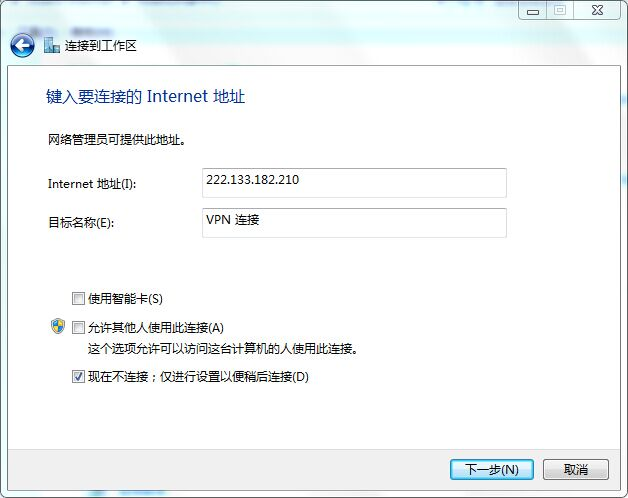 连接到工作区
键入要连接的 Internet 地址
网络管理员可提供此地址。
Internet 地址(I):
222.133.182.210
目标名称(E):
VPN 连接
使用智能卡(S)
允许其他人使用此连接(A)
这个选项允许可以访问这台计算机的人使用此连接。
现在不连接；仅进行设置以便稍后连接(D)
下一步(N)
取消